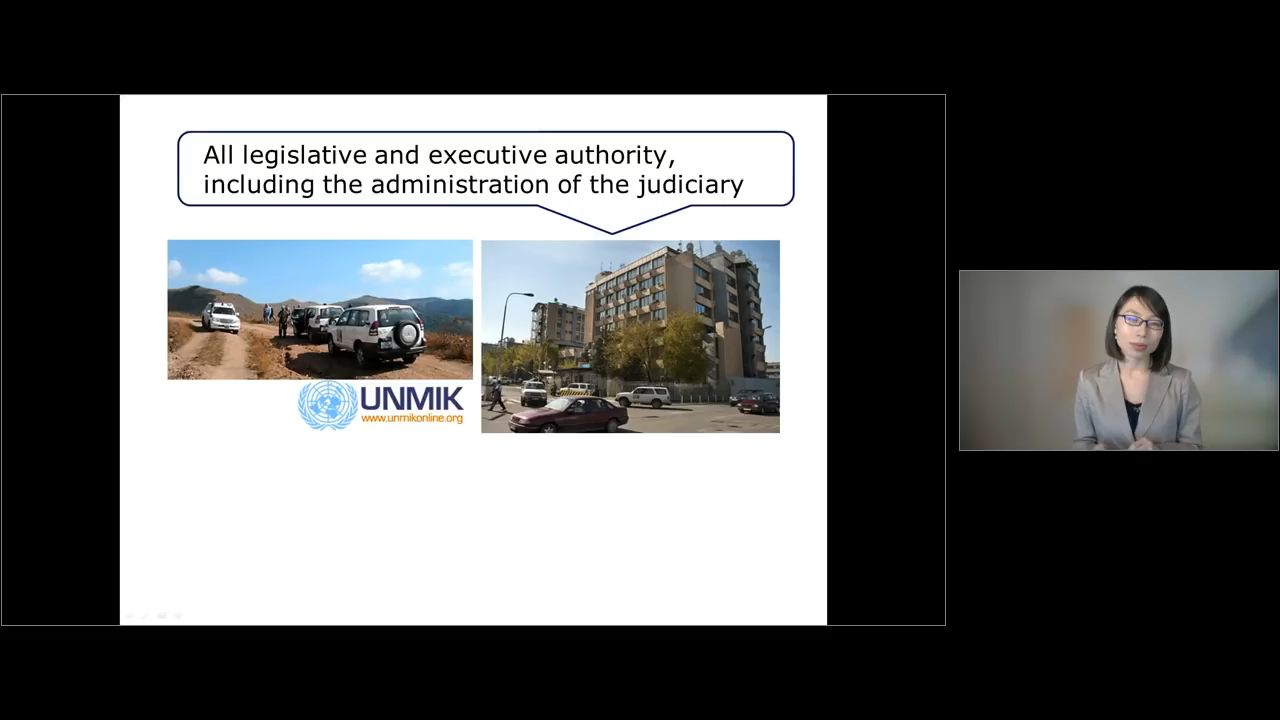 All legislative and executive authority,
including the administration of the judiciary
UNMIK
www.unmikonline.org